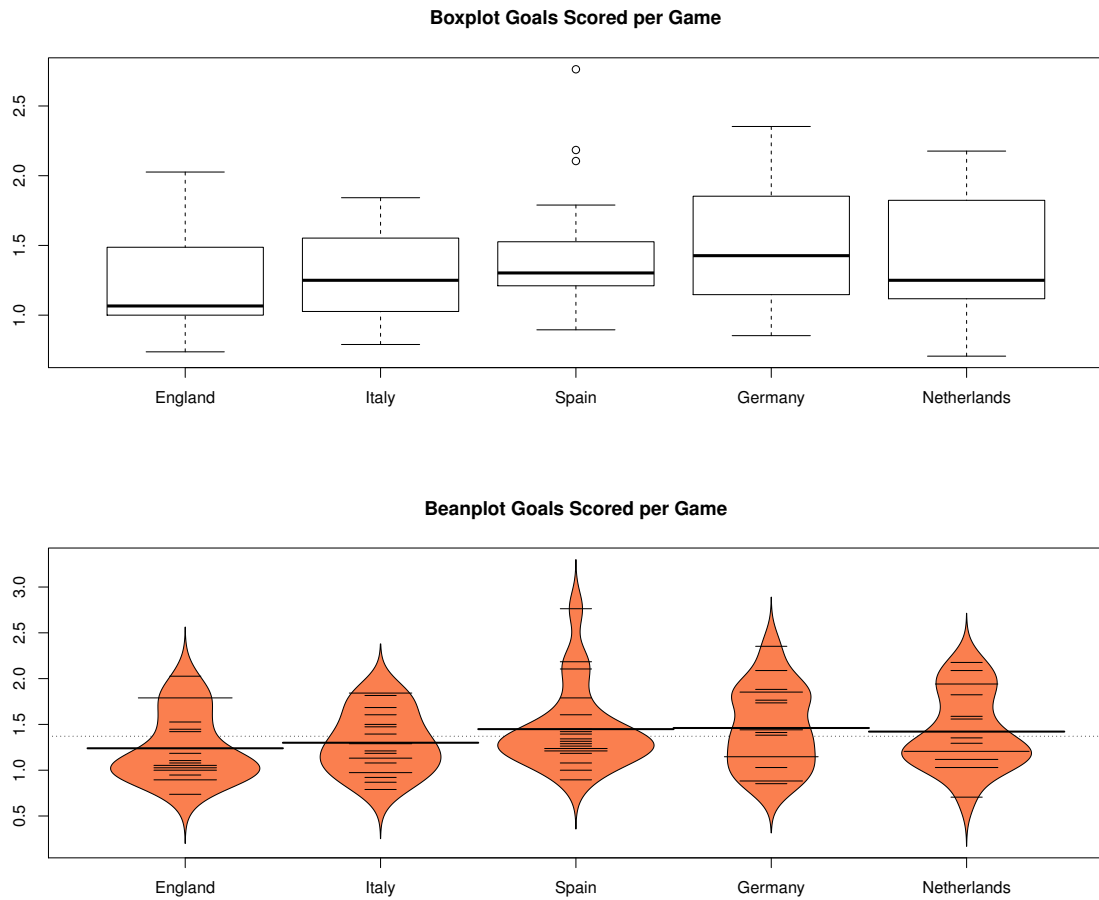 Boxplot Goals Scored per Game
2.5
2.0
1.5
1.0
England Italy Spain Germany Netherlands
Beanplot Goals Scored per Game
3.0
2.5
2.0
1.5
1.0
0.5
England Italy Spain Germany Netherlands